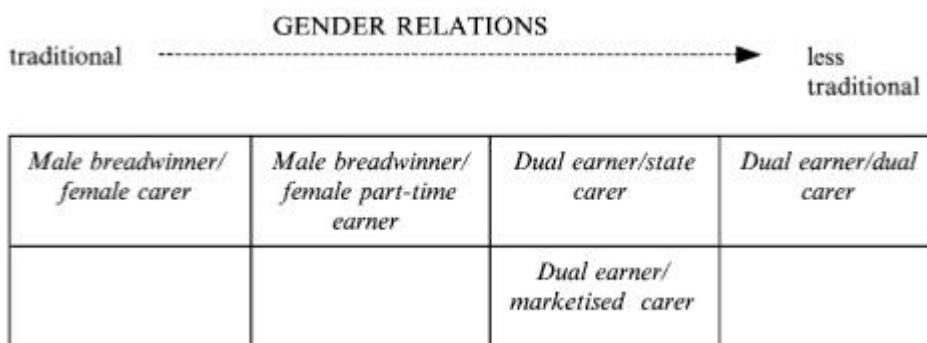 GENDER RELATIONS
traditional
less
traditional
Male breadwinner/
female carer
Male breadwinner/
female part-time
earner
Dual earner/state
carer
Dual earner/dual
carer
Dual earner/
marketised carer